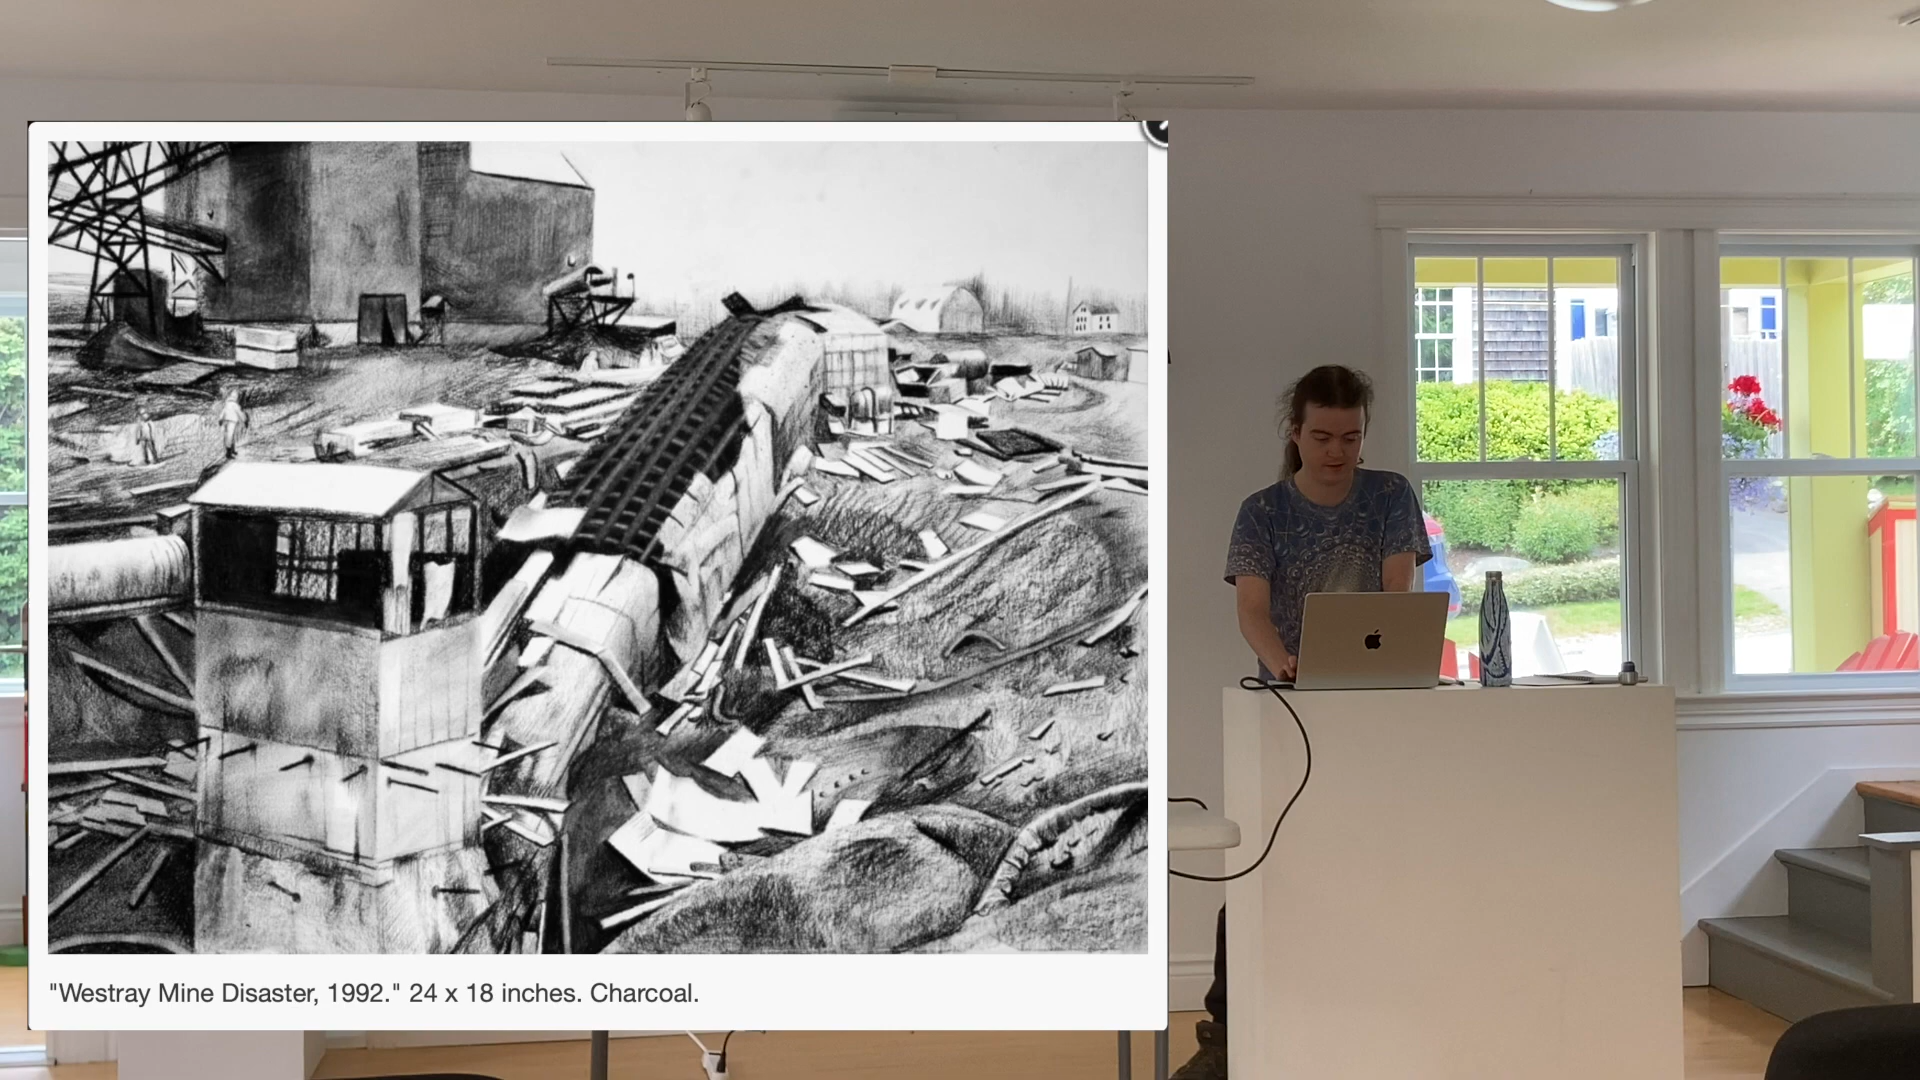 "Westray Mine Disaster, 1992." 24 x 18 inches. Charcoal.